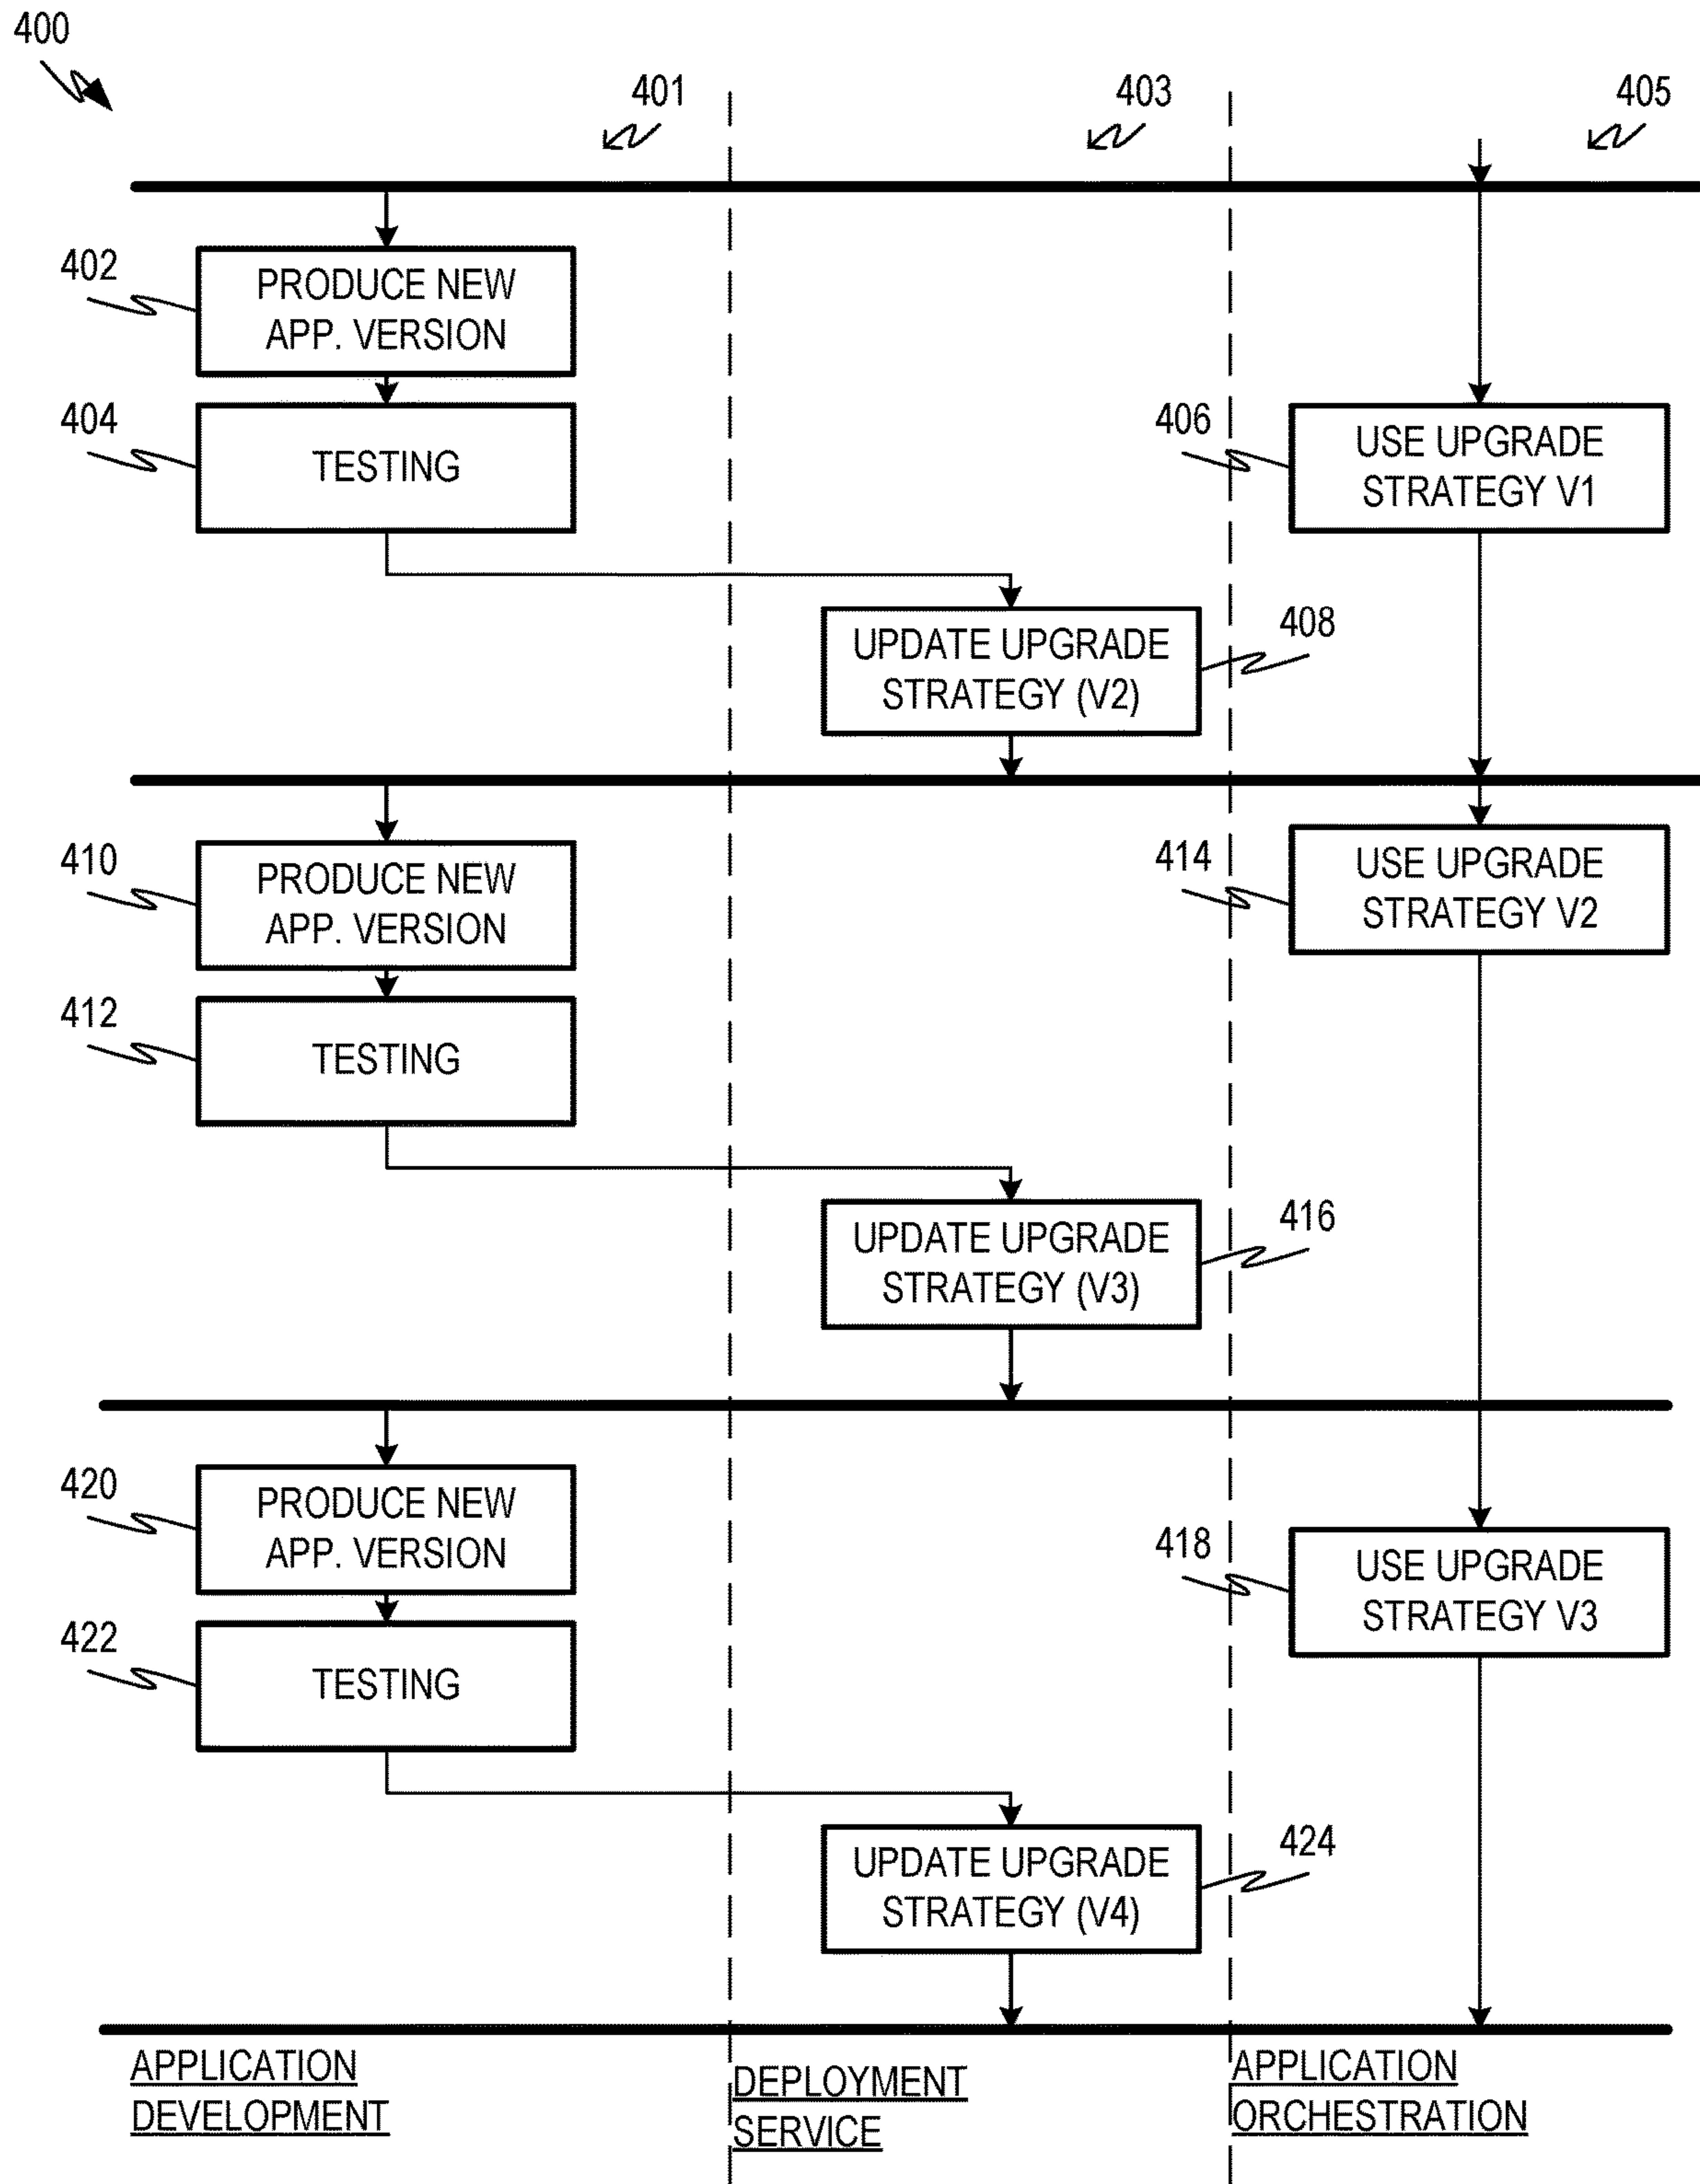 400
401
403
405
402
PRODUCE NEW
APP. VERSION
404
TESTING
406
USE UPGRADE
STRATEGY V1
408
UPDATE UPGRADE
STRATEGY (V2)
410
PRODUCE NEW
APP. VERSION
414
USE UPGRADE
STRATEGY V2
412
TESTING
416
UPDATE UPGRADE
STRATEGY (V3)
420
PRODUCE NEW
APP. VERSION
418
USE UPGRADE
STRATEGY V3
422
TESTING
424
UPDATE UPGRADE
STRATEGY (V4)
APPLICATION
DEVELOPMENT
DEPLOYMENT
SERVICE
APPLICATION
ORCHESTRATION